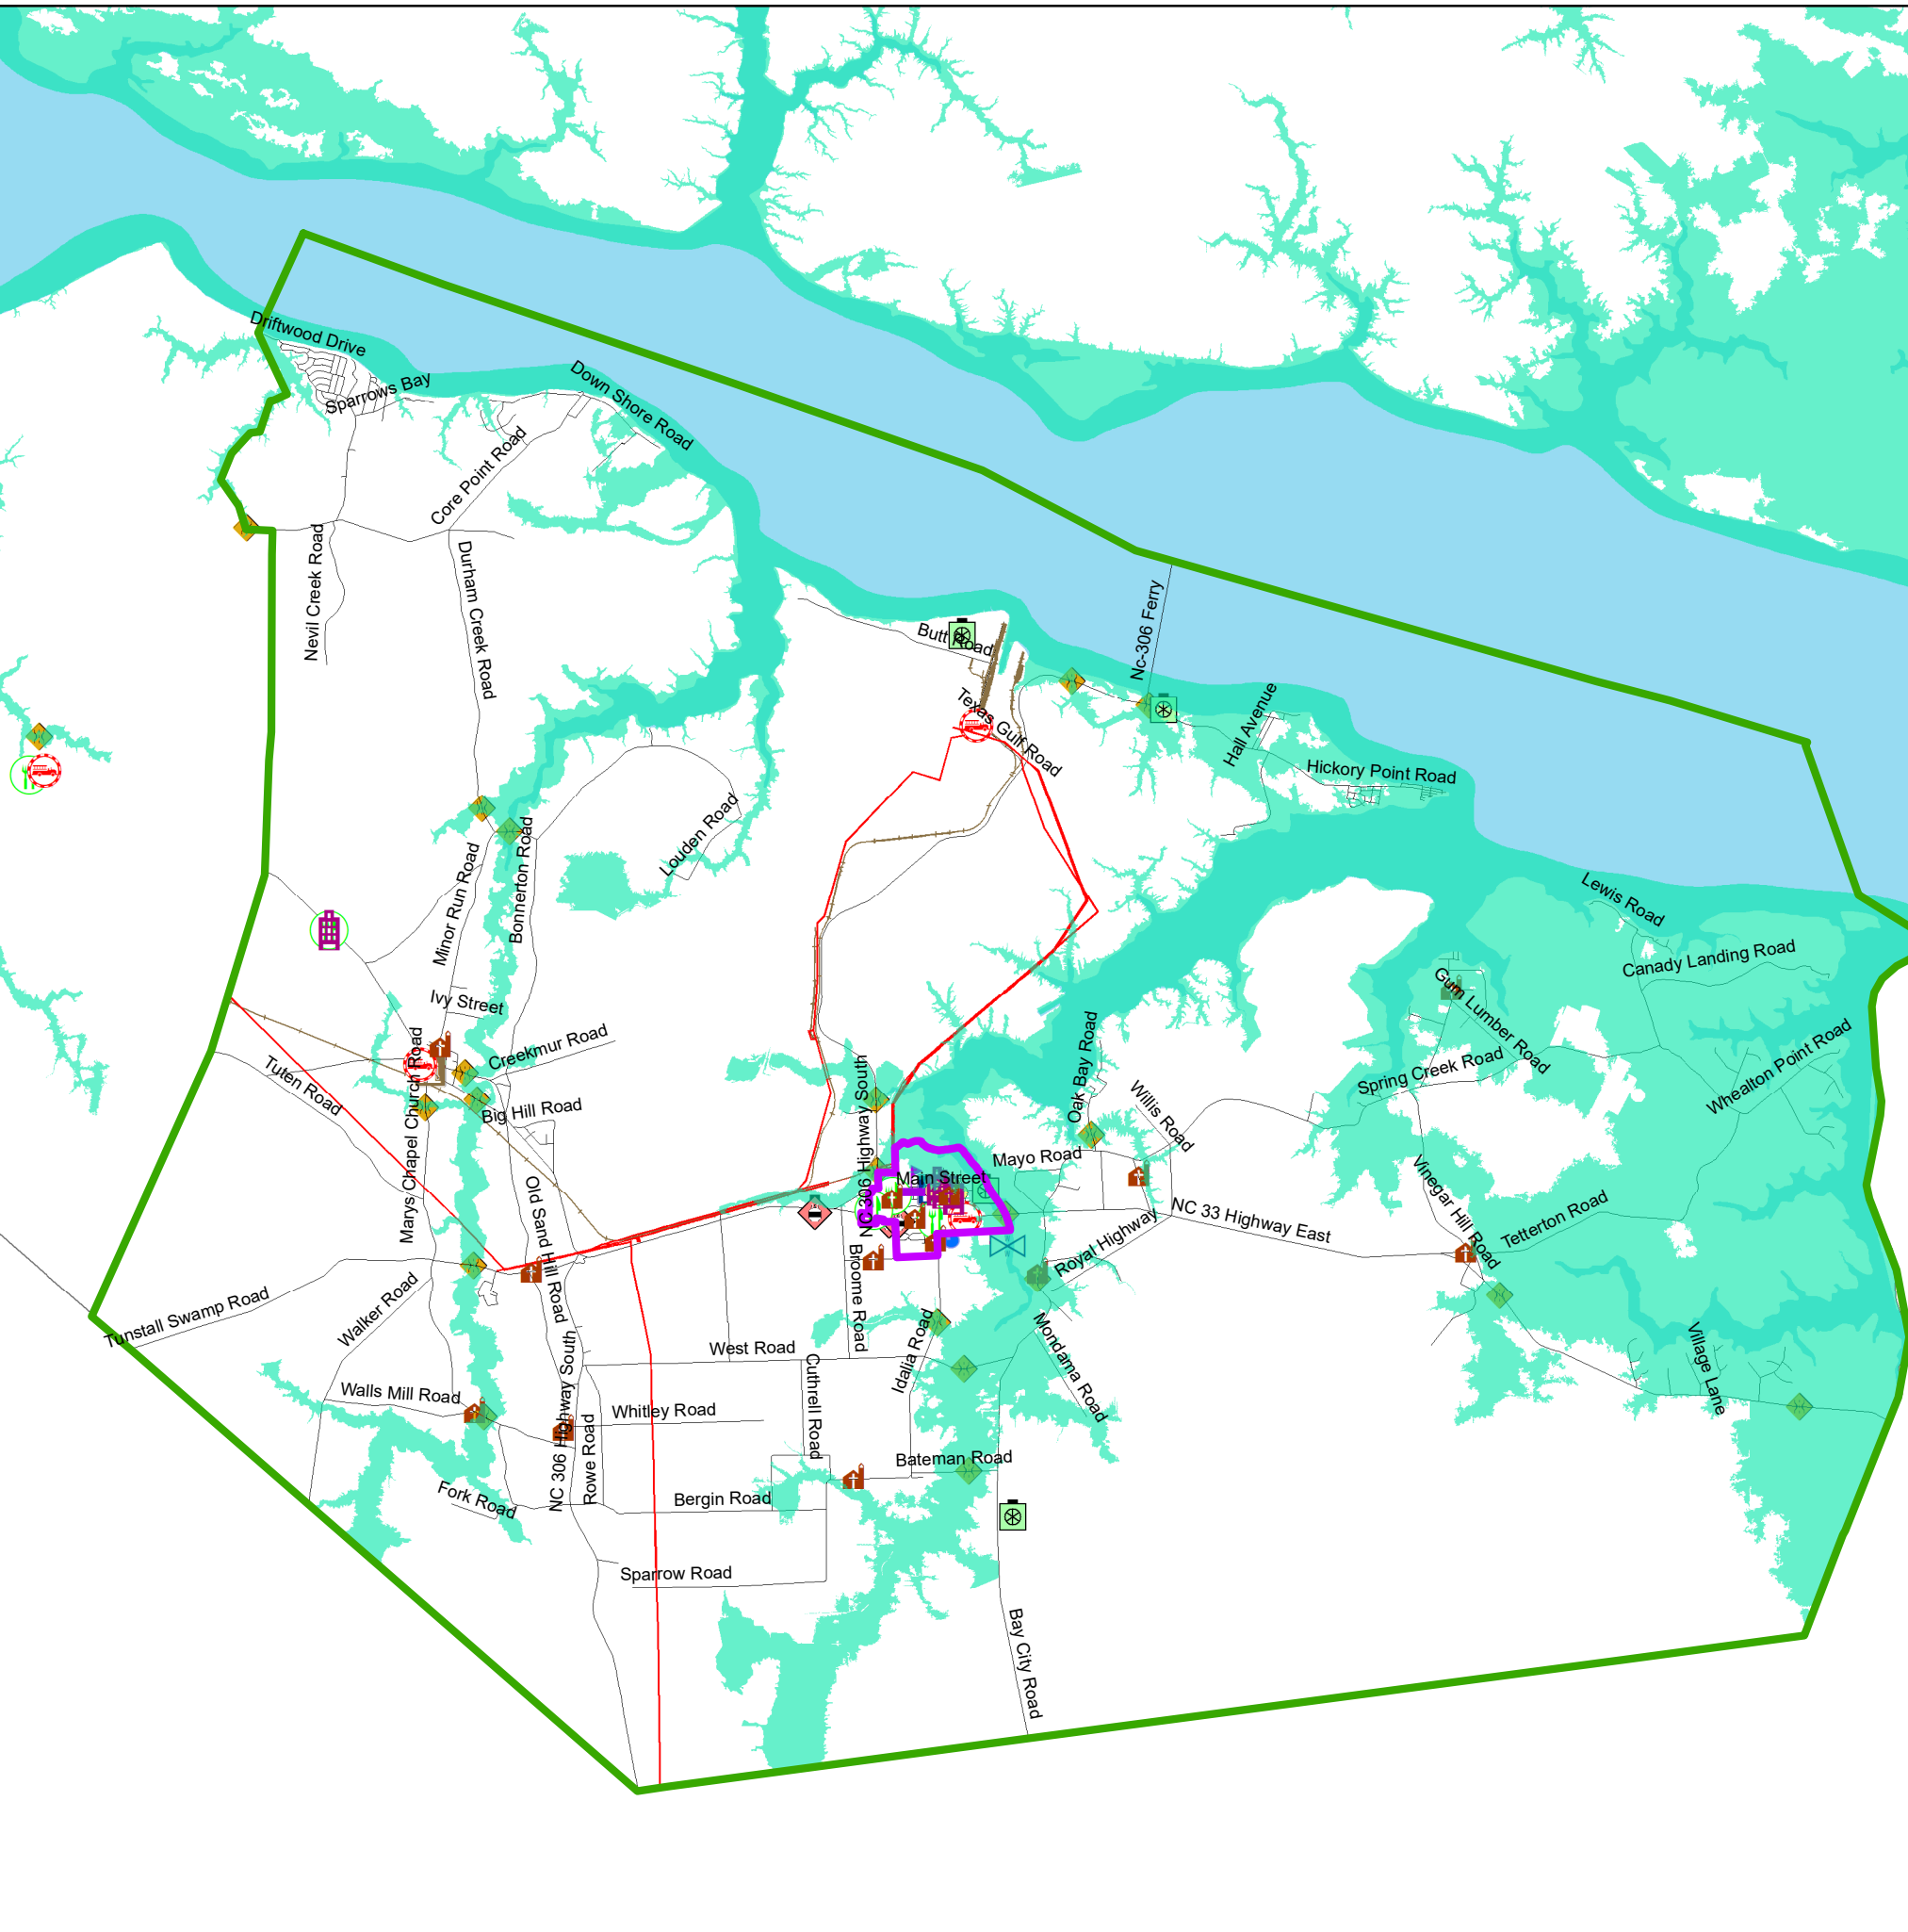 Driftwood Drive
Sparrows Bay
Down Shore Road
Core Point Road
Nevil Creek Road
Durham Creek Road
Nc-306 Ferry
Butt Road
Texas Gulf Road
Hall Avenue
Hickory Point Road
Louden Road
Minor Run Road
Bonnerton Road
Lewis Road
Canady Landing Road
Gum Lumber Road
Ivy Street
Creekmur Road
Spring Creek Road
Whealton Point Road
Tuten Road
Marys Chapel Church Road
Big Hill Road
NC 306 Highway South
Oak Bay Road
Willis Road
Mayo Road
Main Street
Vinegar Hill Road
NC 33 Highway East
Tetterton Road
Royal Highway
Old Sand Hill Road
Broome Road
Tunstall Swamp Road
Walker Road
West Road
Idalia Road
Mondama Road
Village Lane
Walls Mill Road
NC 306 Highway South
Whitley Road
Cuthrell Road
Rowe Road
Bateman Road
Fork Road
Bergin Road
Sparrow Road
Bay City Road